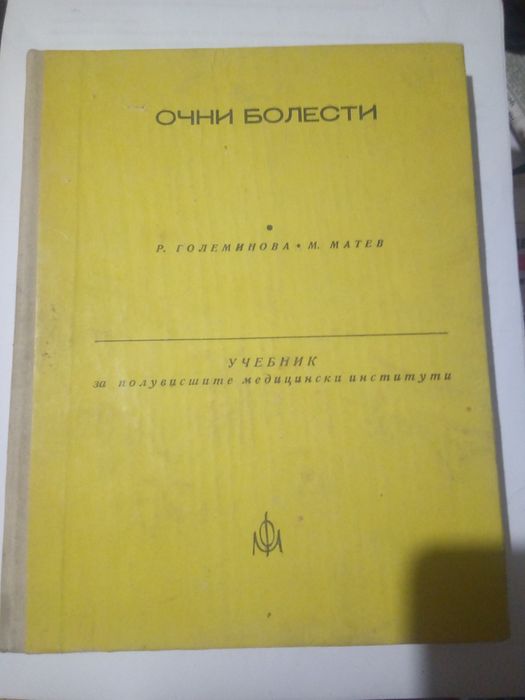 ОЧНИ БОЛЕСТИ
Р. ГОЛЕМИНОВА • М. МАТЕВ
УЧЕБНИК
за полувисшите медицински институти